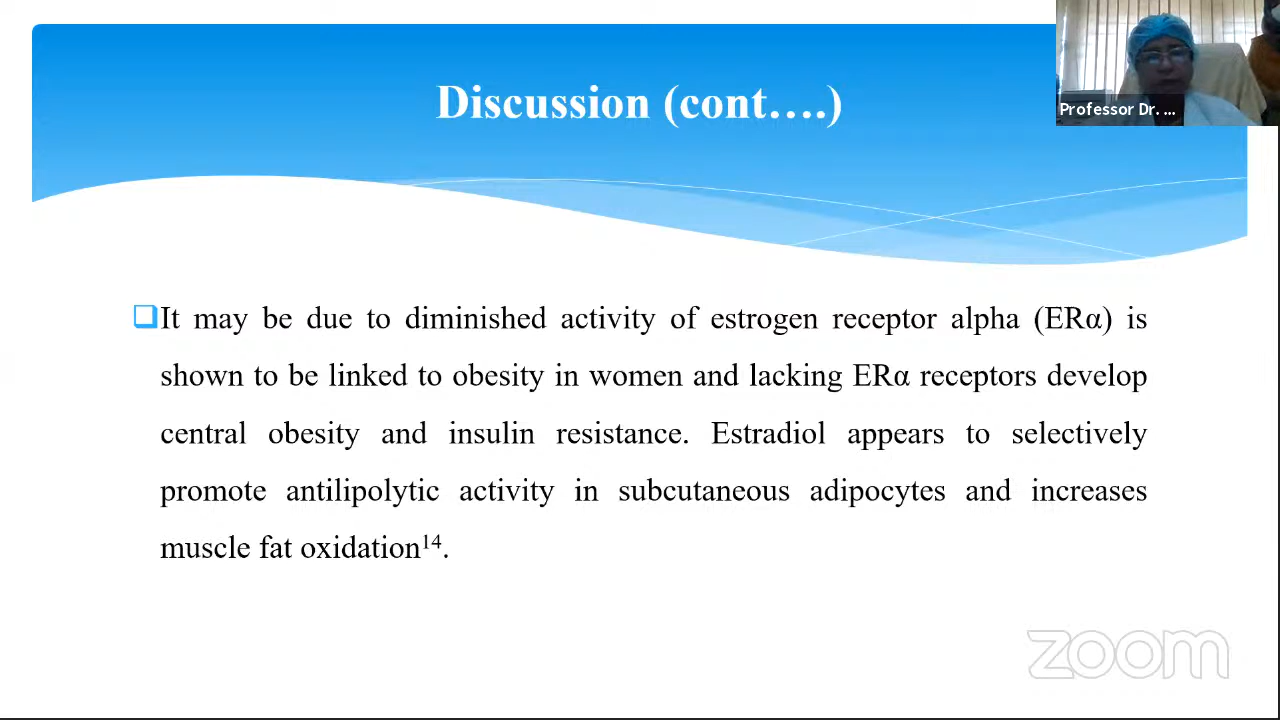 Discussion (cont….)
Professor Dr. ...
It may be due to diminished activity of estrogen receptor alpha (ERα) is
shown to be linked to obesity in women and lacking ERα receptors develop
central obesity and insulin resistance. Estradiol appears to selectively
promote antilipolytic activity in subcutaneous adipocytes and increases
muscle fat oxidation¹⁴.
zoom